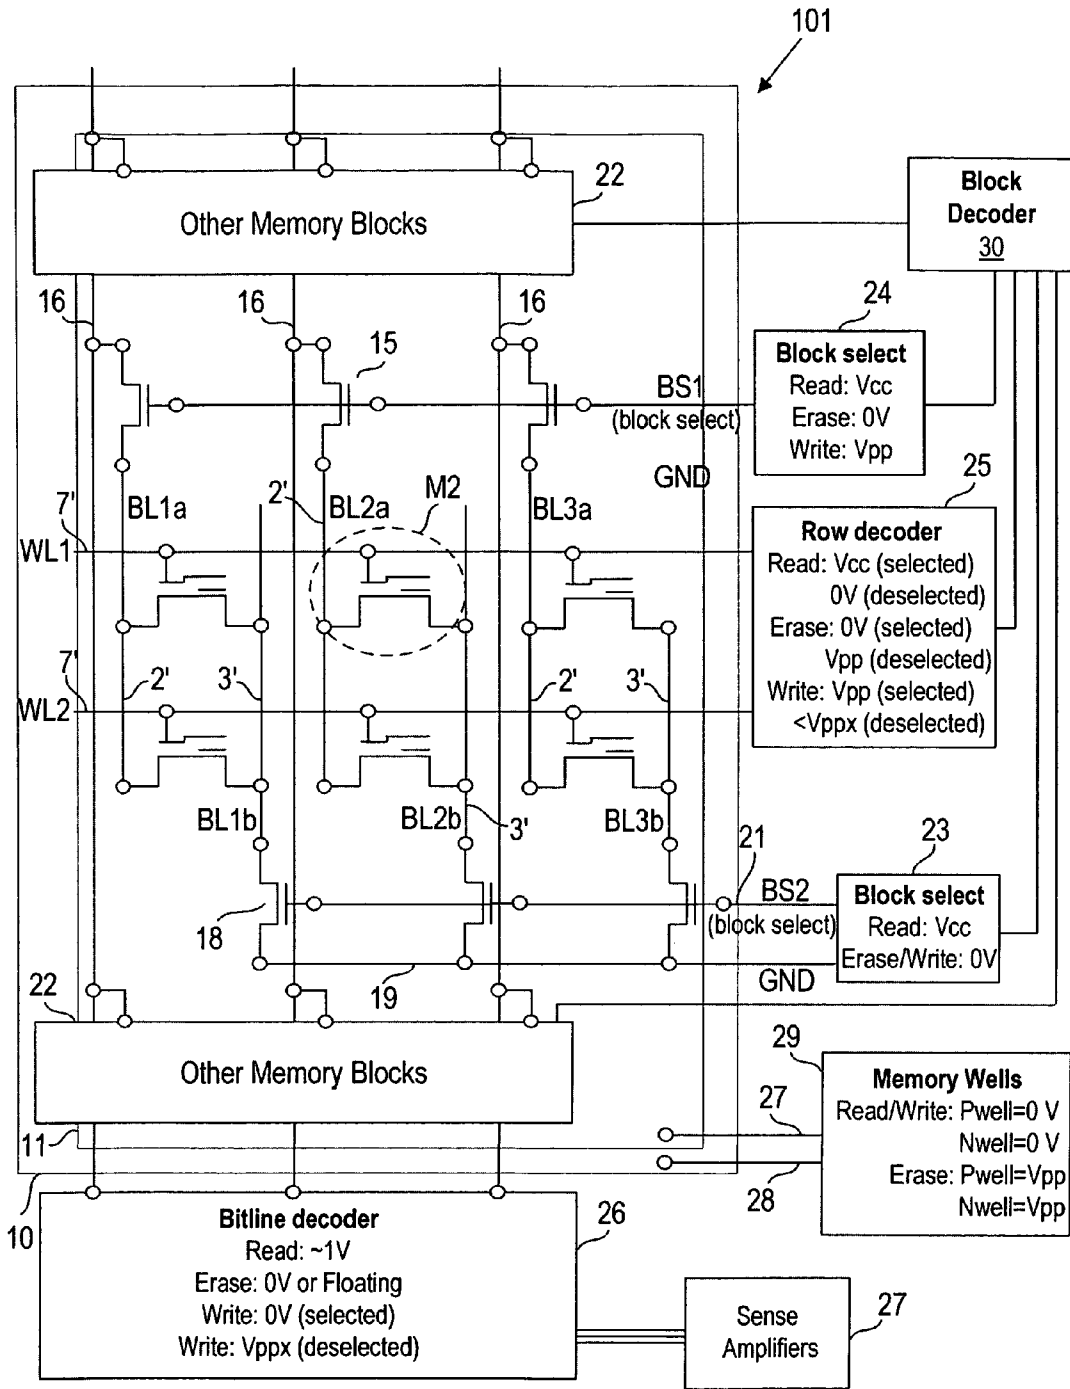 101
Other Memory Blocks
22
Block
Decoder
30
16
16
16
15
24
Block select
Read: Vcc
Erase: 0V
Write: Vpp
BS1
(block select)
GND
25
BL1a
2'
BL2a
M2
BL3a
7'
WL1
Row decoder
Read: Vcc (selected)
0V (deselected)
Erase: 0V (selected)
Vpp (deselected)
Write: Vpp (selected)
<Vppx (deselected)
7'
2'
3'
2'
3'
WL2
BL1b
BL2b
3'
BL3b
21
23
BS2
(block select)
Block select
Read: Vcc
Erase/Write: 0V
18
19
GND
22
Other Memory Blocks
29
Memory Wells
Read/Write: Pwell=0 V
Nwell=0 V
Erase: Pwell=Vpp
Nwell=Vpp
27
28
11
10
Bitline decoder
Read: ~1V
Erase: 0V or Floating
Write: 0V (selected)
Write: Vppx (deselected)
26
Sense
Amplifiers
27